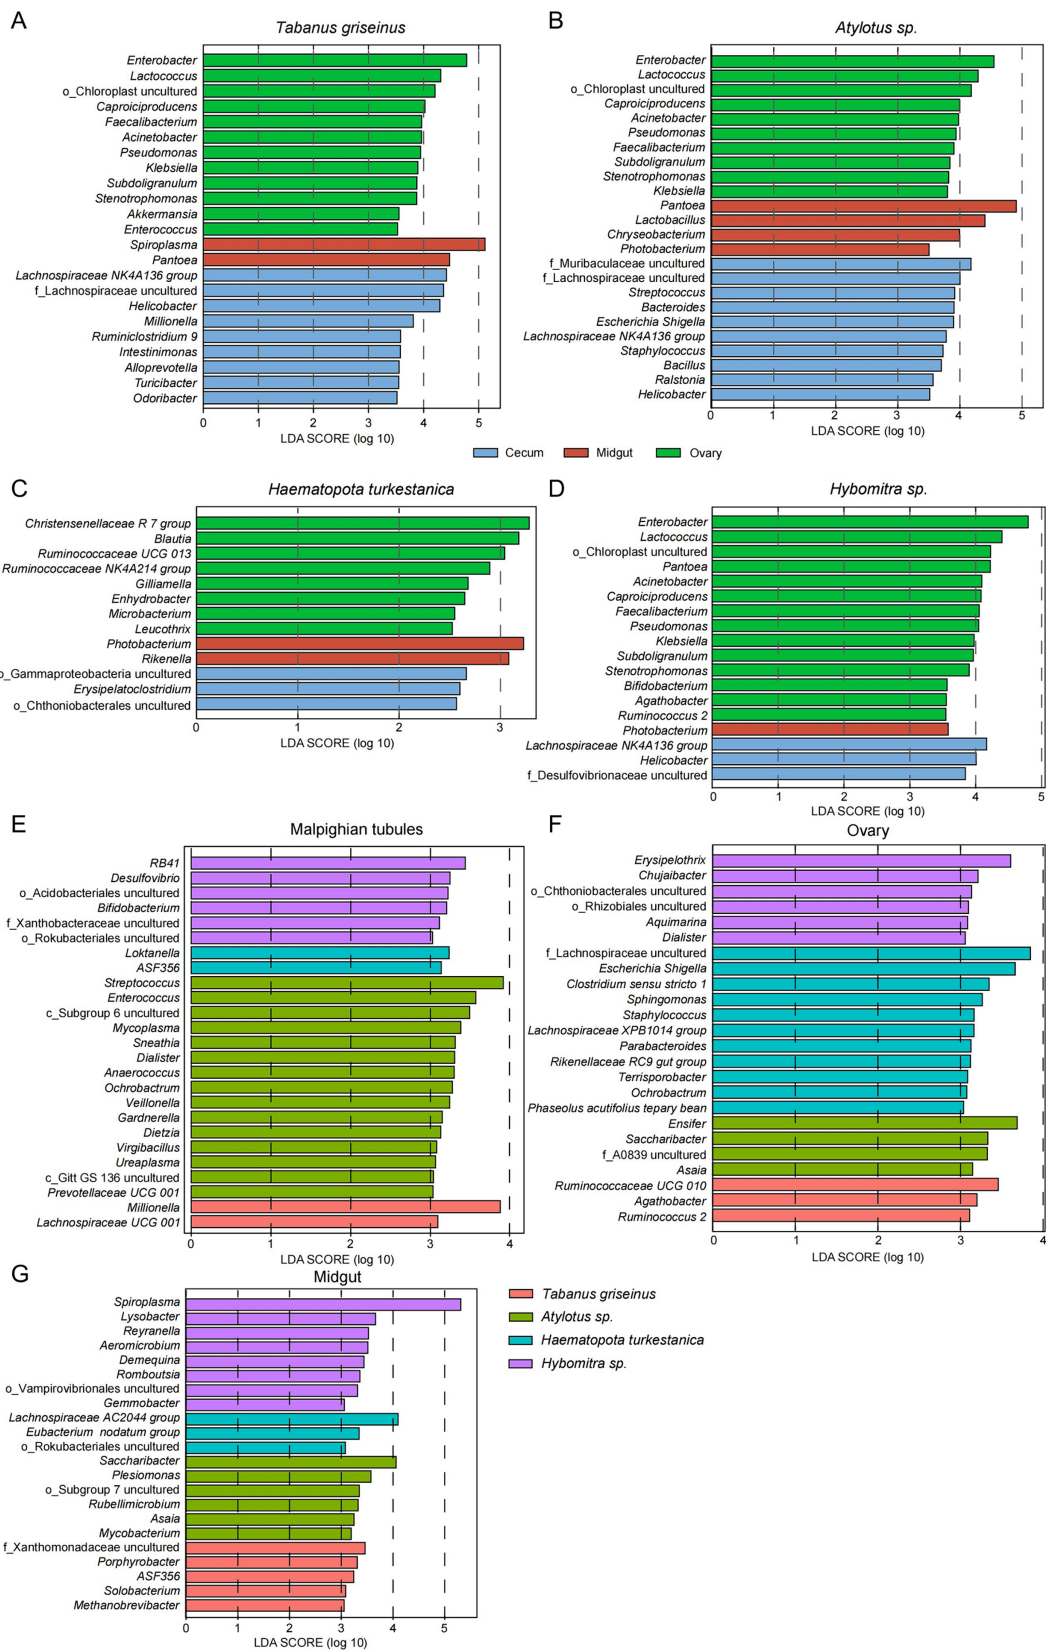 A
Tabanus griseinus
Enterobacter
Lactococcus
o_Chloroplast uncultured
Caproiciproducens
Faecalibacterium
Acinetobacter
Pseudomonas
Klebsiella
Subdoligranulum
Stenotrophomonas
Akkermansia
Enterococcus
Spiroplasma
Pantoea
Lachnospiraceae NK4A136 group
f_Lachnospiraceae uncultured
Helicobacter
Millionella
Ruminiclostridium 9
Intestinimonas
Alloprevotella
Turicibacter
Odoribacter
0 1 2 3 4 5
LDA SCORE (log 10)
B
Atylotus sp.
Enterobacter
Lactococcus
o_Chloroplast uncultured
Caproiciproducens
Acinetobacter
Pseudomonas
Faecalibacterium
Subdoligranulum
Stenotrophomonas
Klebsiella
Pantoea
Lactobacillus
Chryseobacterium
Photobacterium
f_Muribaculaceae uncultured
f_Lachnospiraceae uncultured
Streptococcus
Bacteroides
Escherichia Shigella
Lachnospiraceae NK4A136 group
Staphylococcus
Bacillus
Ralstonia
Helicobacter
0 1 2 3 4 5
LDA SCORE (log 10)
Cecum Midgut Ovary
C
Haematopota turkestanica
Christensenellaceae R 7 group
Blautia
Ruminococcaceae UCG 013
Ruminococcaceae NK4A214 group
Gilliamella
Enhydrobacter
Microbacterium
Leucothrix
Photobacterium
Rikenella
o_Gammaproteobacteria uncultured
Erysipelatoclostridium
o_Chthoniobacterales uncultured
0 1 2 3
LDA SCORE (log 10)
D
Hybomitra sp.
Enterobacter
Lactococcus
o_Chloroplast uncultured
Pantoea
Acinetobacter
Caproiciproducens
Faecalibacterium
Pseudomonas
Klebsiella
Subdoligranulum
Stenotrophomonas
Bifidobacterium
Agathobacter
Ruminococcus 2
Photobacterium
Lachnospiraceae NK4A136 group
Helicobacter
f_Desulfovibrionaceae uncultured
0 1 2 3 4 5
LDA SCORE (log 10)
E
Malpighian tubules
RB41
Desulfovibrio
o_Acidobacteriales uncultured
Bifidobacterium
f_Xanthobacteraceae uncultured
o_Rokubacteriales uncultured
Loktanella
ASF356
Streptococcus
Enterococcus
c_Subgroup 6 uncultured
Mycoplasma
Sneathia
Dialister
Anaerococcus
Ochrobactrum
Veillonella
Gardnerella
Dietzia
Virgibacillus
Ureaplasma
c_Gitt GS 136 uncultured
Prevotellaceae UCG 001
Millionella
Lachnospiraceae UCG 001
0 1 2 3 4
LDA SCORE (log 10)
F
Ovary
Erysipelothrix
Chujaibacter
o_Chthoniobacterales uncultured
o_Rhizobiales uncultured
Aquimarina
Dialister
f_Lachnospiraceae uncultured
Escherichia Shigella
Clostridium sensu stricto 1
Sphingomonas
Staphylococcus
Lachnospiraceae XPB1014 group
Parabacteroides
Rikenellaceae RC9 gut group
Terrisporobacter
Ochrobactrum
Phaseolus acutifolius tepary bean
Ensifer
Saccharibacter
f_A0839 uncultured
Asaia
Ruminococcaceae UCG 010
Agathobacter
Ruminococcus 2
0 1 2 3 4
LDA SCORE (log 10)
G
Midgut
Spiroplasma
Lysobacter
Reyranella
Aeromicrobium
Demequina
Romboutsia
o_Vampirovibrionales uncultured
Gemmobacter
Lachnospiraceae AC2044 group
Eubacterium nodatum group
o_Rokubacteriales uncultured
Saccharibacter
Plesiomonas
o_Subgroup 7 uncultured
Rubellimicrobium
Asaia
Mycobacterium
f_Xanthomonadaceae uncultured
Porphyrobacter
ASF356
Solobacterium
Methanobrevibacter
0 1 2 3 4 5
LDA SCORE (log 10)
Tabanus griseinus
Atylotus sp.
Haematopota turkestanica
Hybomitra sp.